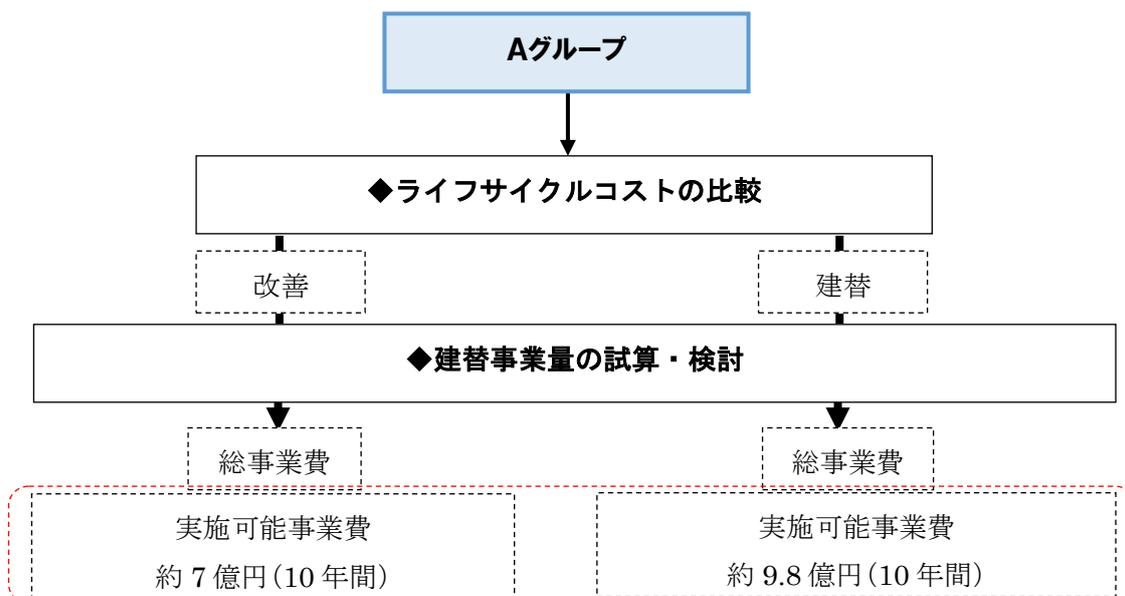 Aグループ
◆ライフサイクルコストの比較
改善
建替
◆建替事業量の試算・検討
総事業費
総事業費
実施可能事業費
約 7 億円（10 年間）
実施可能事業費
約 9.8 億円（10 年間）